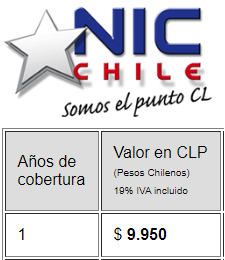 NIC
CHILE
Somos el punto CL
Años de
cobertura
Valor en CLP
(Pesos Chilenos)
19% IVA incluido
1
$ 9.950